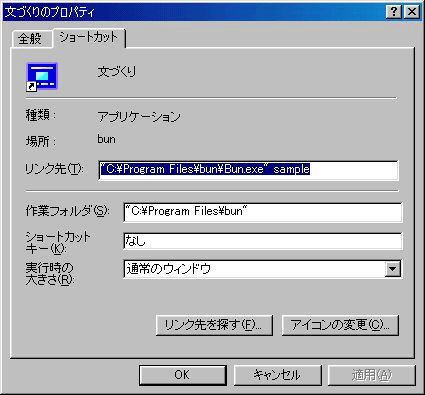 文づくりのプロパティ
全般 ショートカット
文づくり
種類： アプリケーション
場所： bun
リンク先(T): "C:¥Program Files¥bun¥Bun.exe" sample
作業フォルダ(S): "C:¥Program Files¥bun"
ショートカット
キー(K): なし
実行時の
大きさ(R): 通常のウィンドウ
リンク先を探す(F)... アイコンの変更(C)...
OK キャンセル 適用(A)